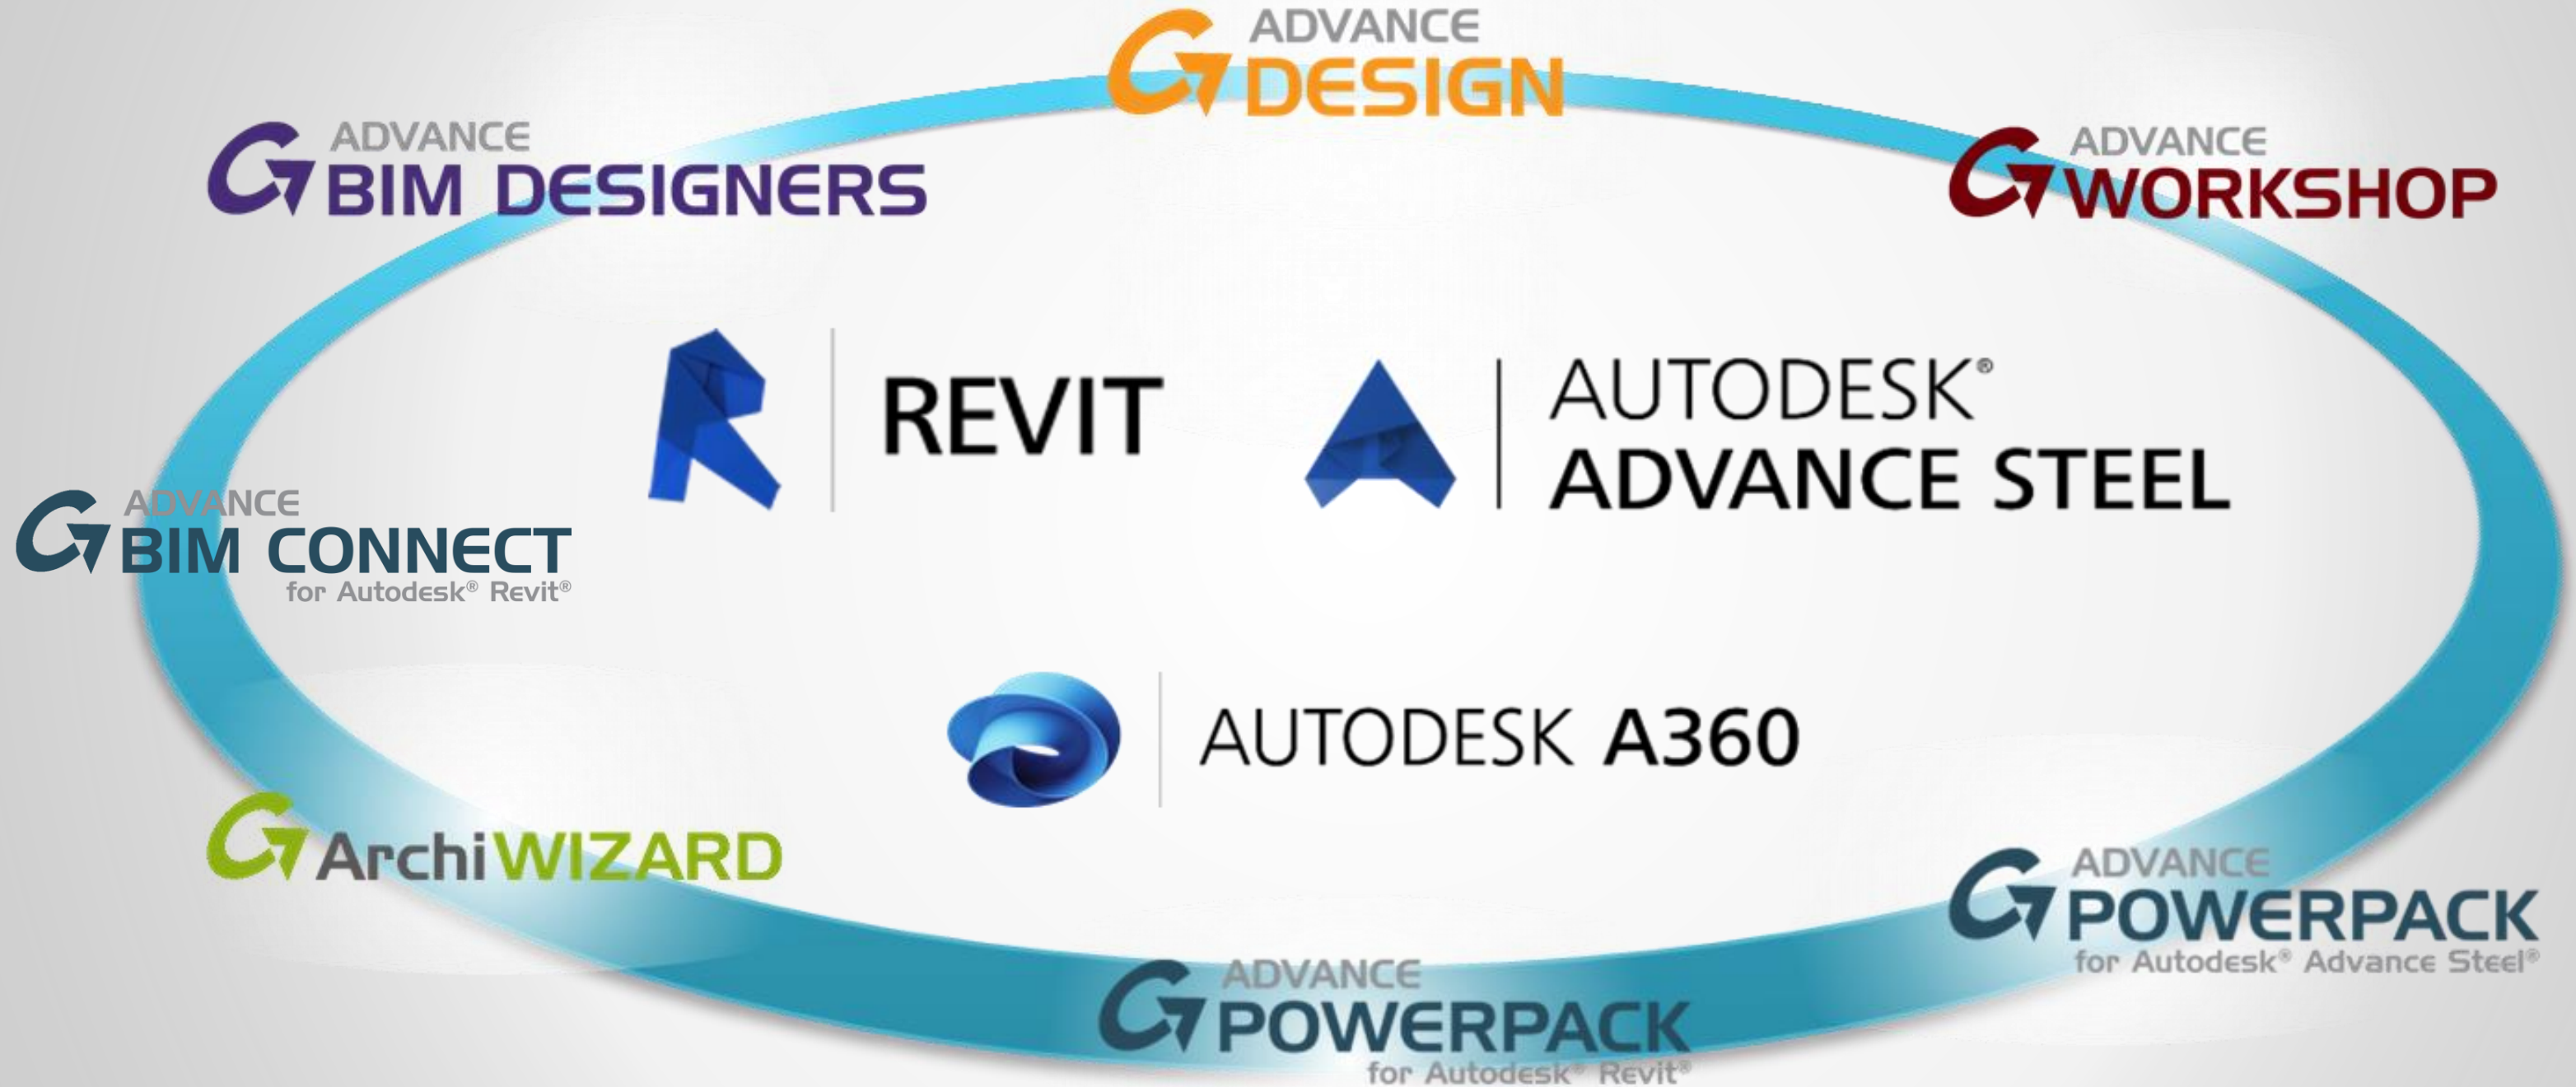 ADVANCE
DESIGN
ADVANCE
BIM DESIGNERS
ADVANCE
WORKSHOP
REVIT
AUTODESK®
ADVANCE STEEL
ADVANCE
BIM CONNECT
for Autodesk® Revit®
AUTODESK A360
ArchiWIZARD
ADVANCE
POWERPACK
for Autodesk® Advance Steel®
ADVANCE
POWERPACK
for Autodesk® Revit®